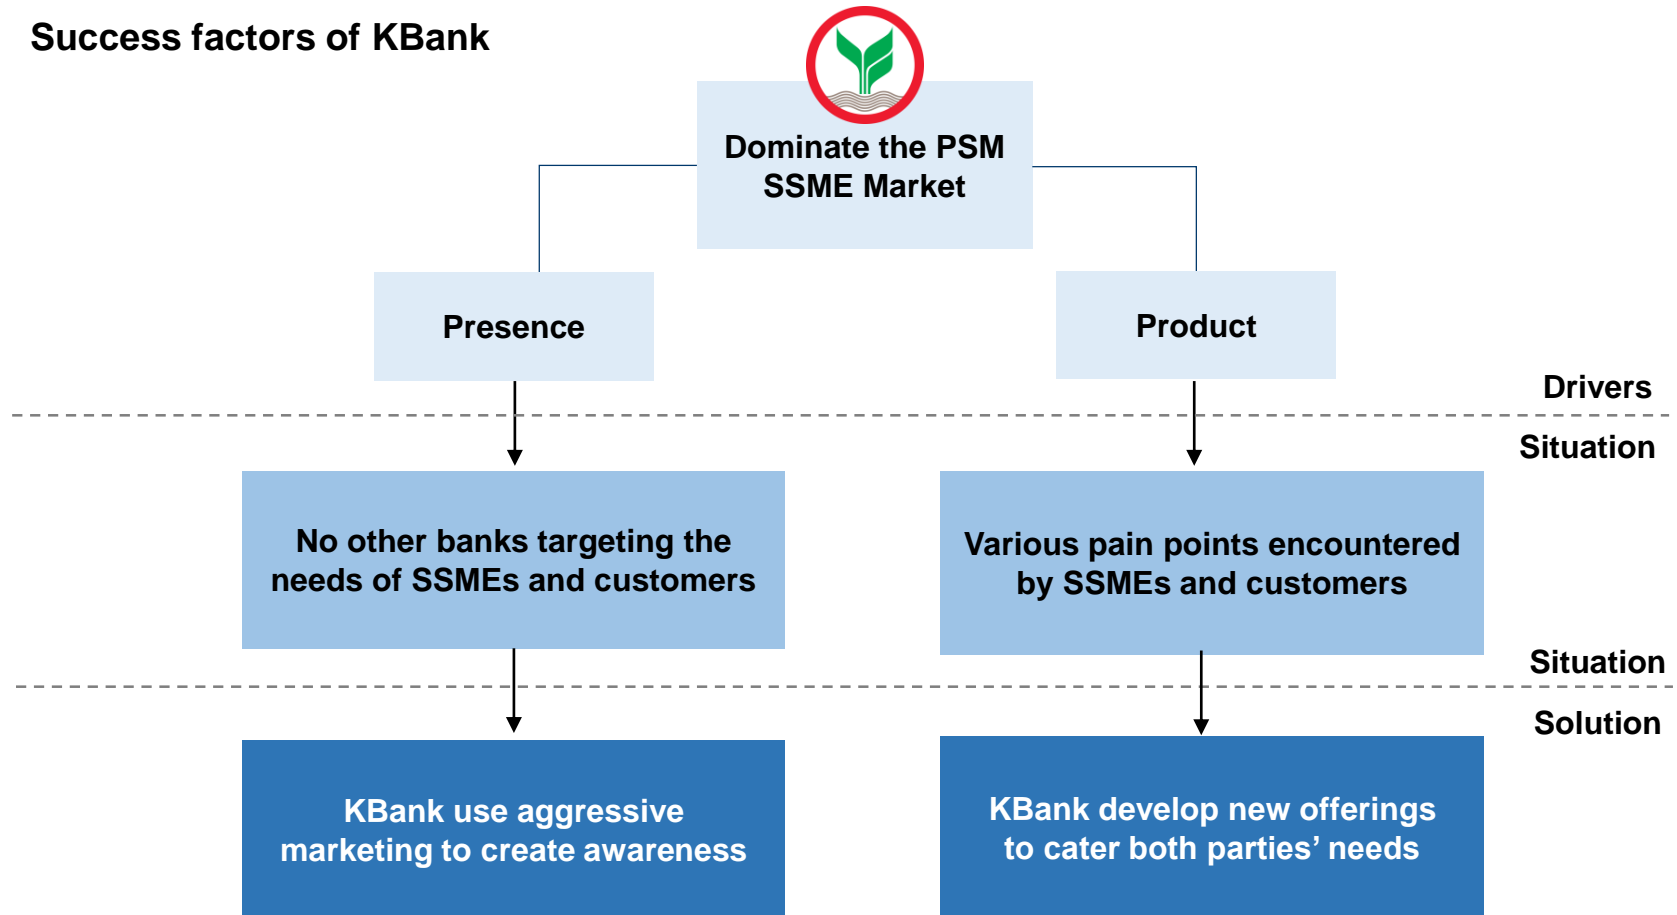 Success factors of KBank
Dominate the PSM
SSME Market
Presence
Product
Drivers
Situation
No other banks targeting the
needs of SSMEs and customers
Various pain points encountered
by SSMEs and customers
Situation
Solution
KBank use aggressive
marketing to create awareness
KBank develop new offerings
to cater both parties’ needs